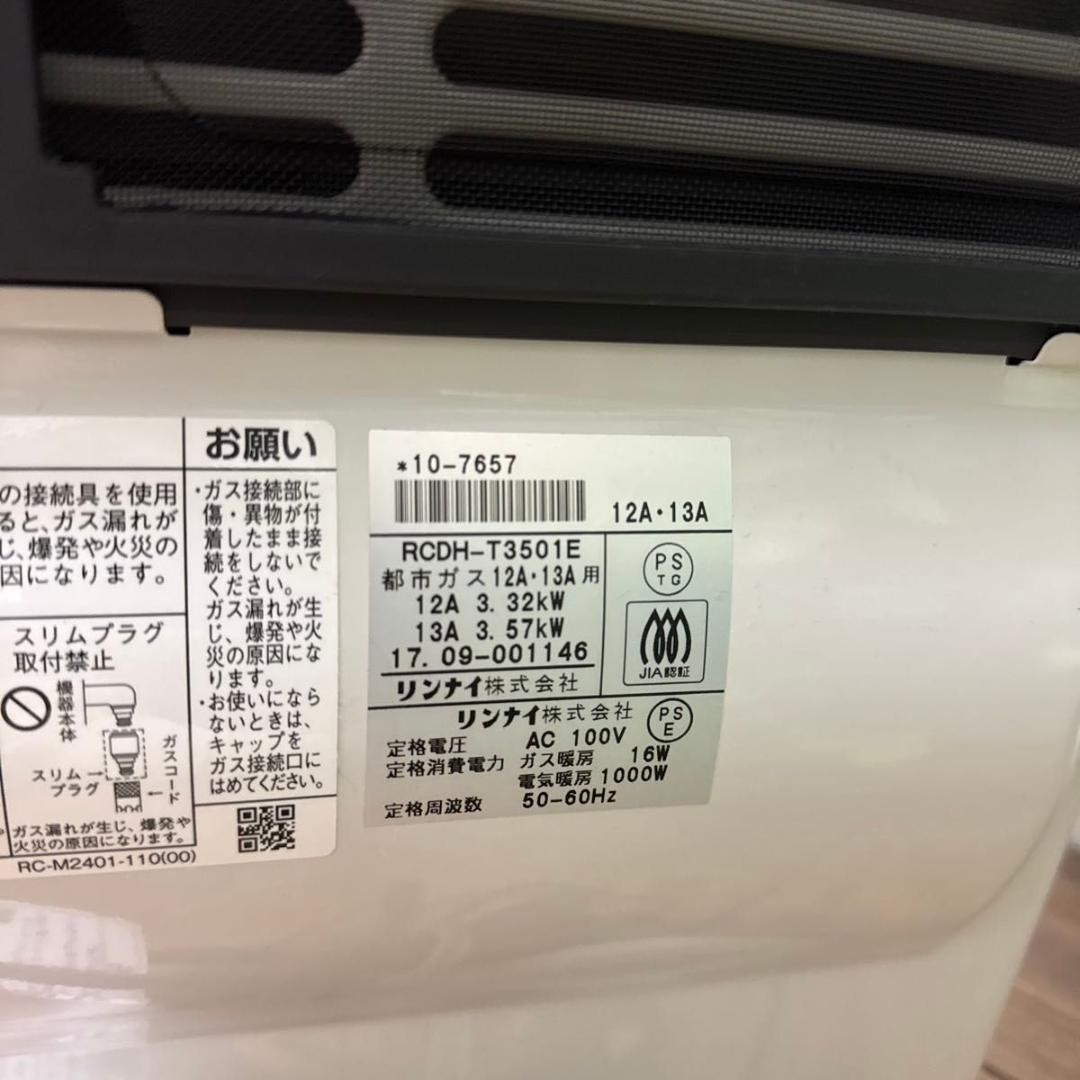 の接続具を使用
ると、ガス漏れが
じ、爆発や火災の
因になります。
スリムプラグ
取付禁止
機器本体
スリム
プラグ
ガスコード
ガス漏れが生じ、爆発や
火災の原因になります。
RC-M2401-110(00)
お願い
・ガス接続部に
傷・異物が付
着したまま接
続をしないで
ください。
ガス漏れが生
じ、爆発や火
災の原因にな
ります。
・お使いになら
ないときは、
キャップを
ガス接続口に
はめてください。
*10-7657
12A・13A
RCDH-T3501E
都市ガス12A・13A用
12A 3.32kW
13A 3.57kW
17.09-001146
リンナイ株式会社
PS
TG
JIA認証
リンナイ株式会社
PS
E
定格電圧 AC 100V
定格消費電力 ガス暖房 16W
電気暖房 1000W
定格周波数 50-60Hz